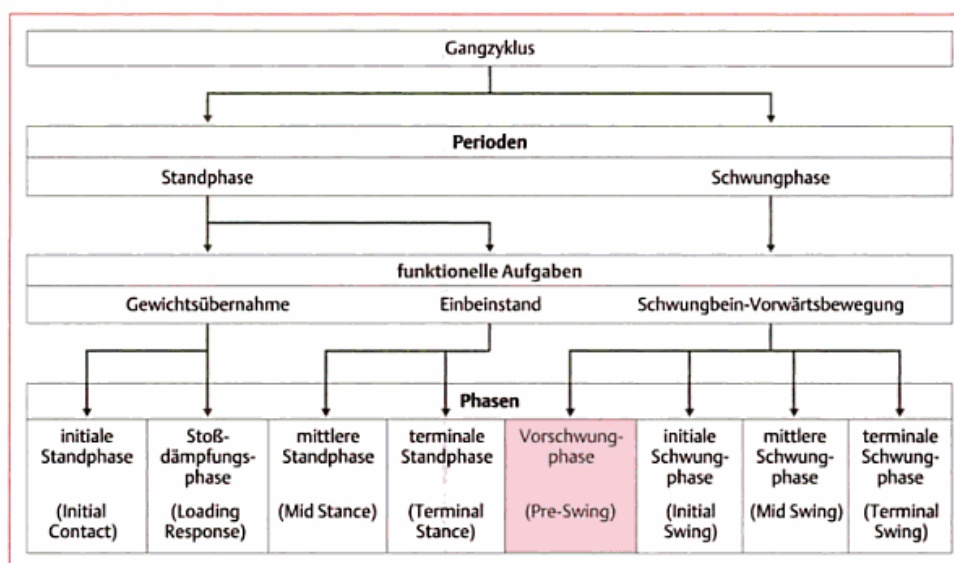 Gangzyklus
Perioden
Standphase
Schwungphase
funktionelle Aufgaben
Gewichtsübernahme
Einbeinstand
Schwungbein-Vorwärtsbewegung
Phasen
initiale
Standphase
(Initial
Contact)
Stoß-
dämpfungs-
phase
(Loading
Response)
mittlere
Standphase
(Mid Stance)
terminale
Standphase
(Terminal
Stance)
Vorschwung-
phase
(Pre-Swing)
initiale
Schwung-
phase
(Initial
Swing)
mittlere
Schwung-
phase
(Mid Swing)
terminale
Schwung-
phase
(Terminal
Swing)